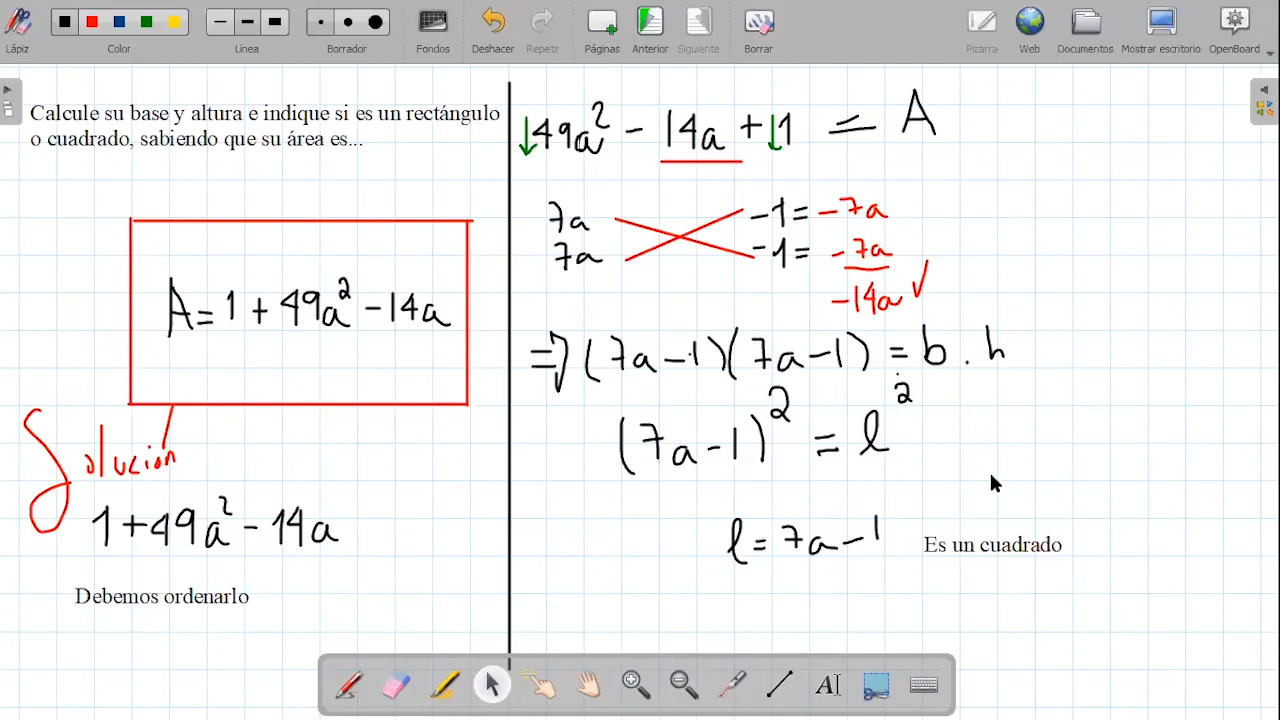 Lápiz
Color
Línea
Borrador
Fondos
Deshacer
Repetir
Páginas
Anterior
Siguiente
Borrar
Pizarra
Web
Documentos
Mostrar escritorio
OpenBoard
Calcule su base y altura e indique si es un rectángulo
o cuadrado, sabiendo que su área es...
A = 1 + 49a² - 14a
Solución
1 + 49a² - 14a
Debemos ordenarlo
↓49a² - 14a + ↓1 = A
7a -1 = -7a
7a -1 = -7a
-14a ✓
⇒ (7a - 1)(7a - 1) = b . h
(7a - 1)² = l²
l = 7a - 1
Es un cuadrado
AI